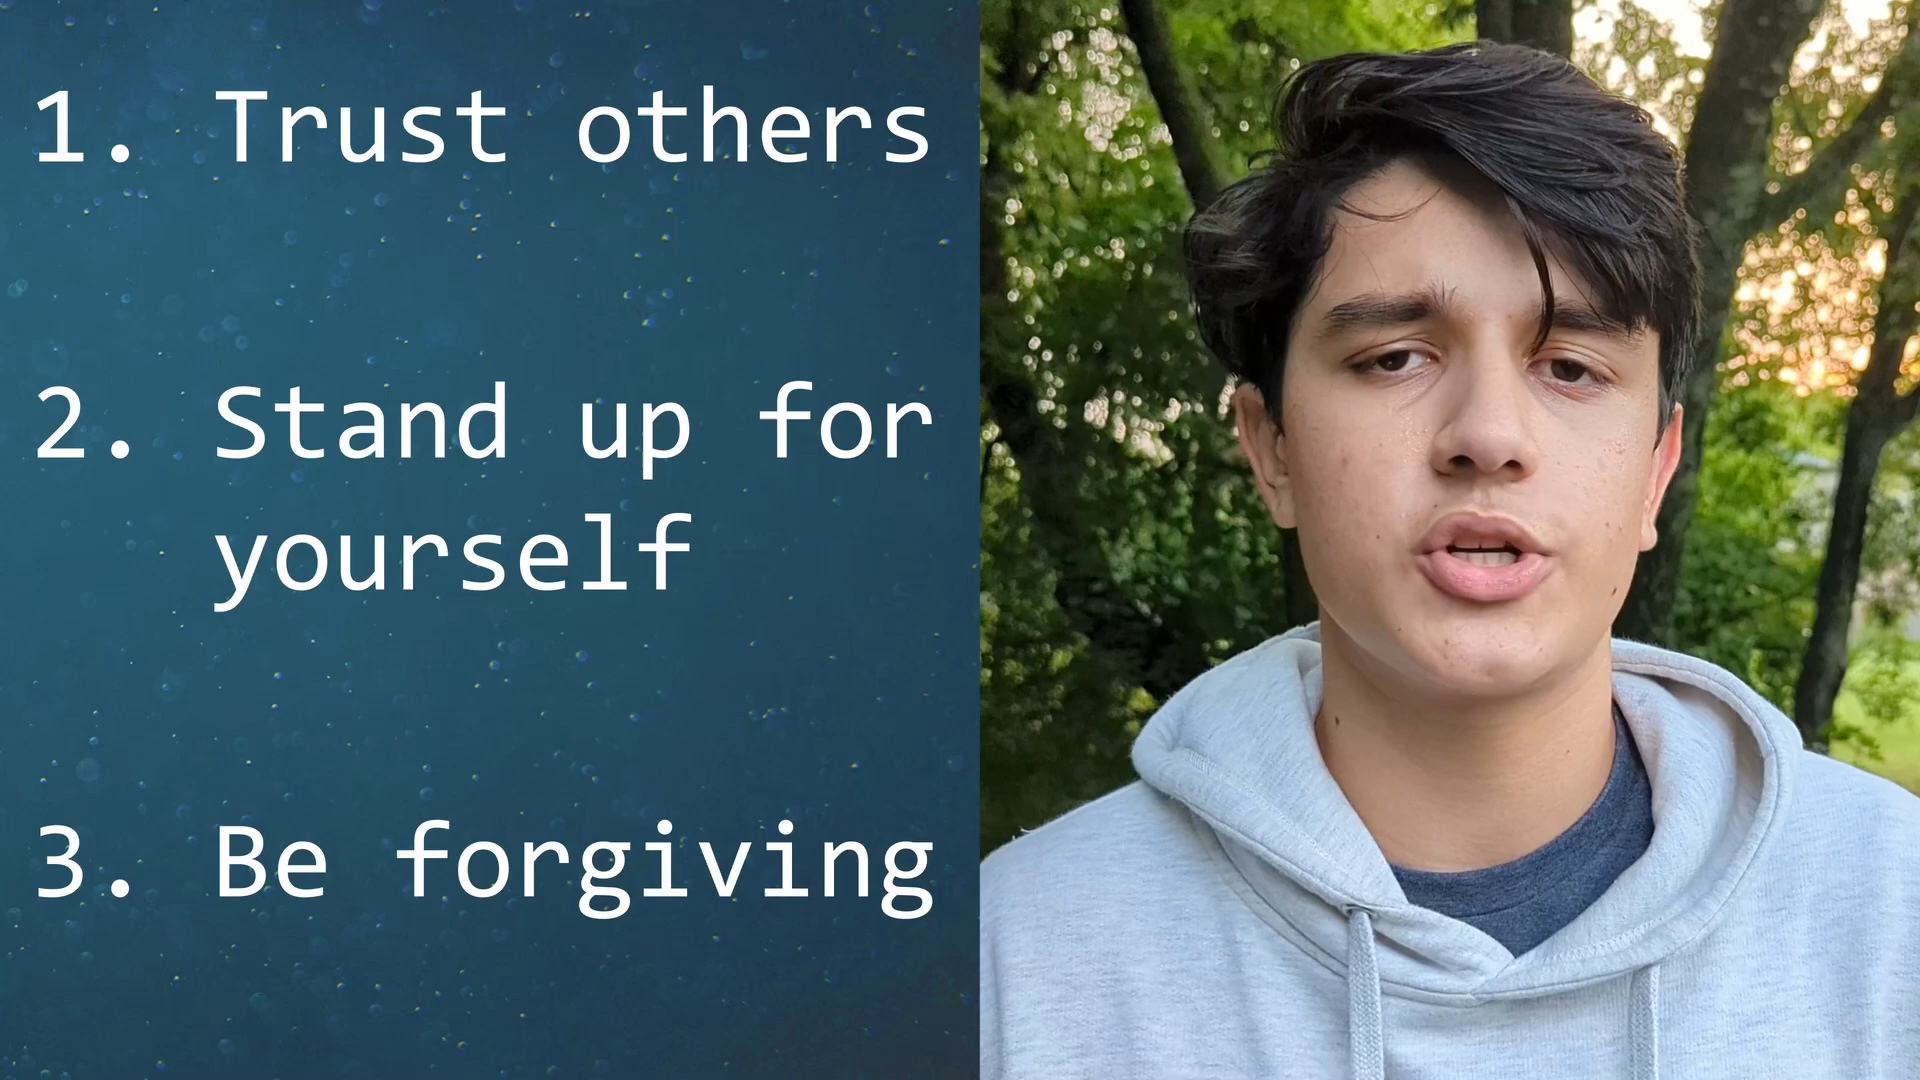 1. Trust others
2. Stand up for
yourself
3. Be forgiving